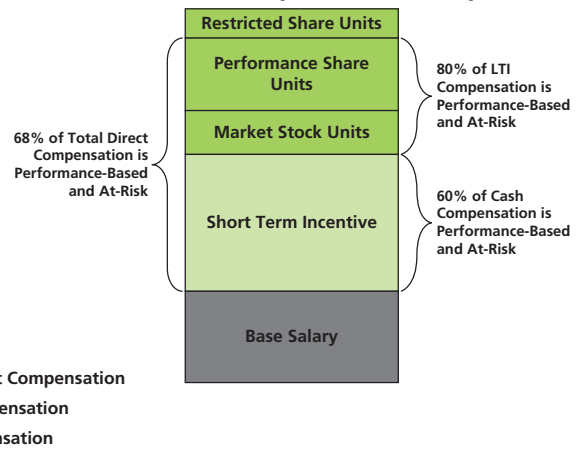 Restricted Share Units
Performance Share
Units
Market Stock Units
Short Term Incentive
Base Salary
68% of Total Direct
Compensation is
Performance-Based
and At-Risk
80% of LTI
Compensation is
Performance-Based
and At-Risk
60% of Cash
Compensation is
Performance-Based
and At-Risk
Compensation